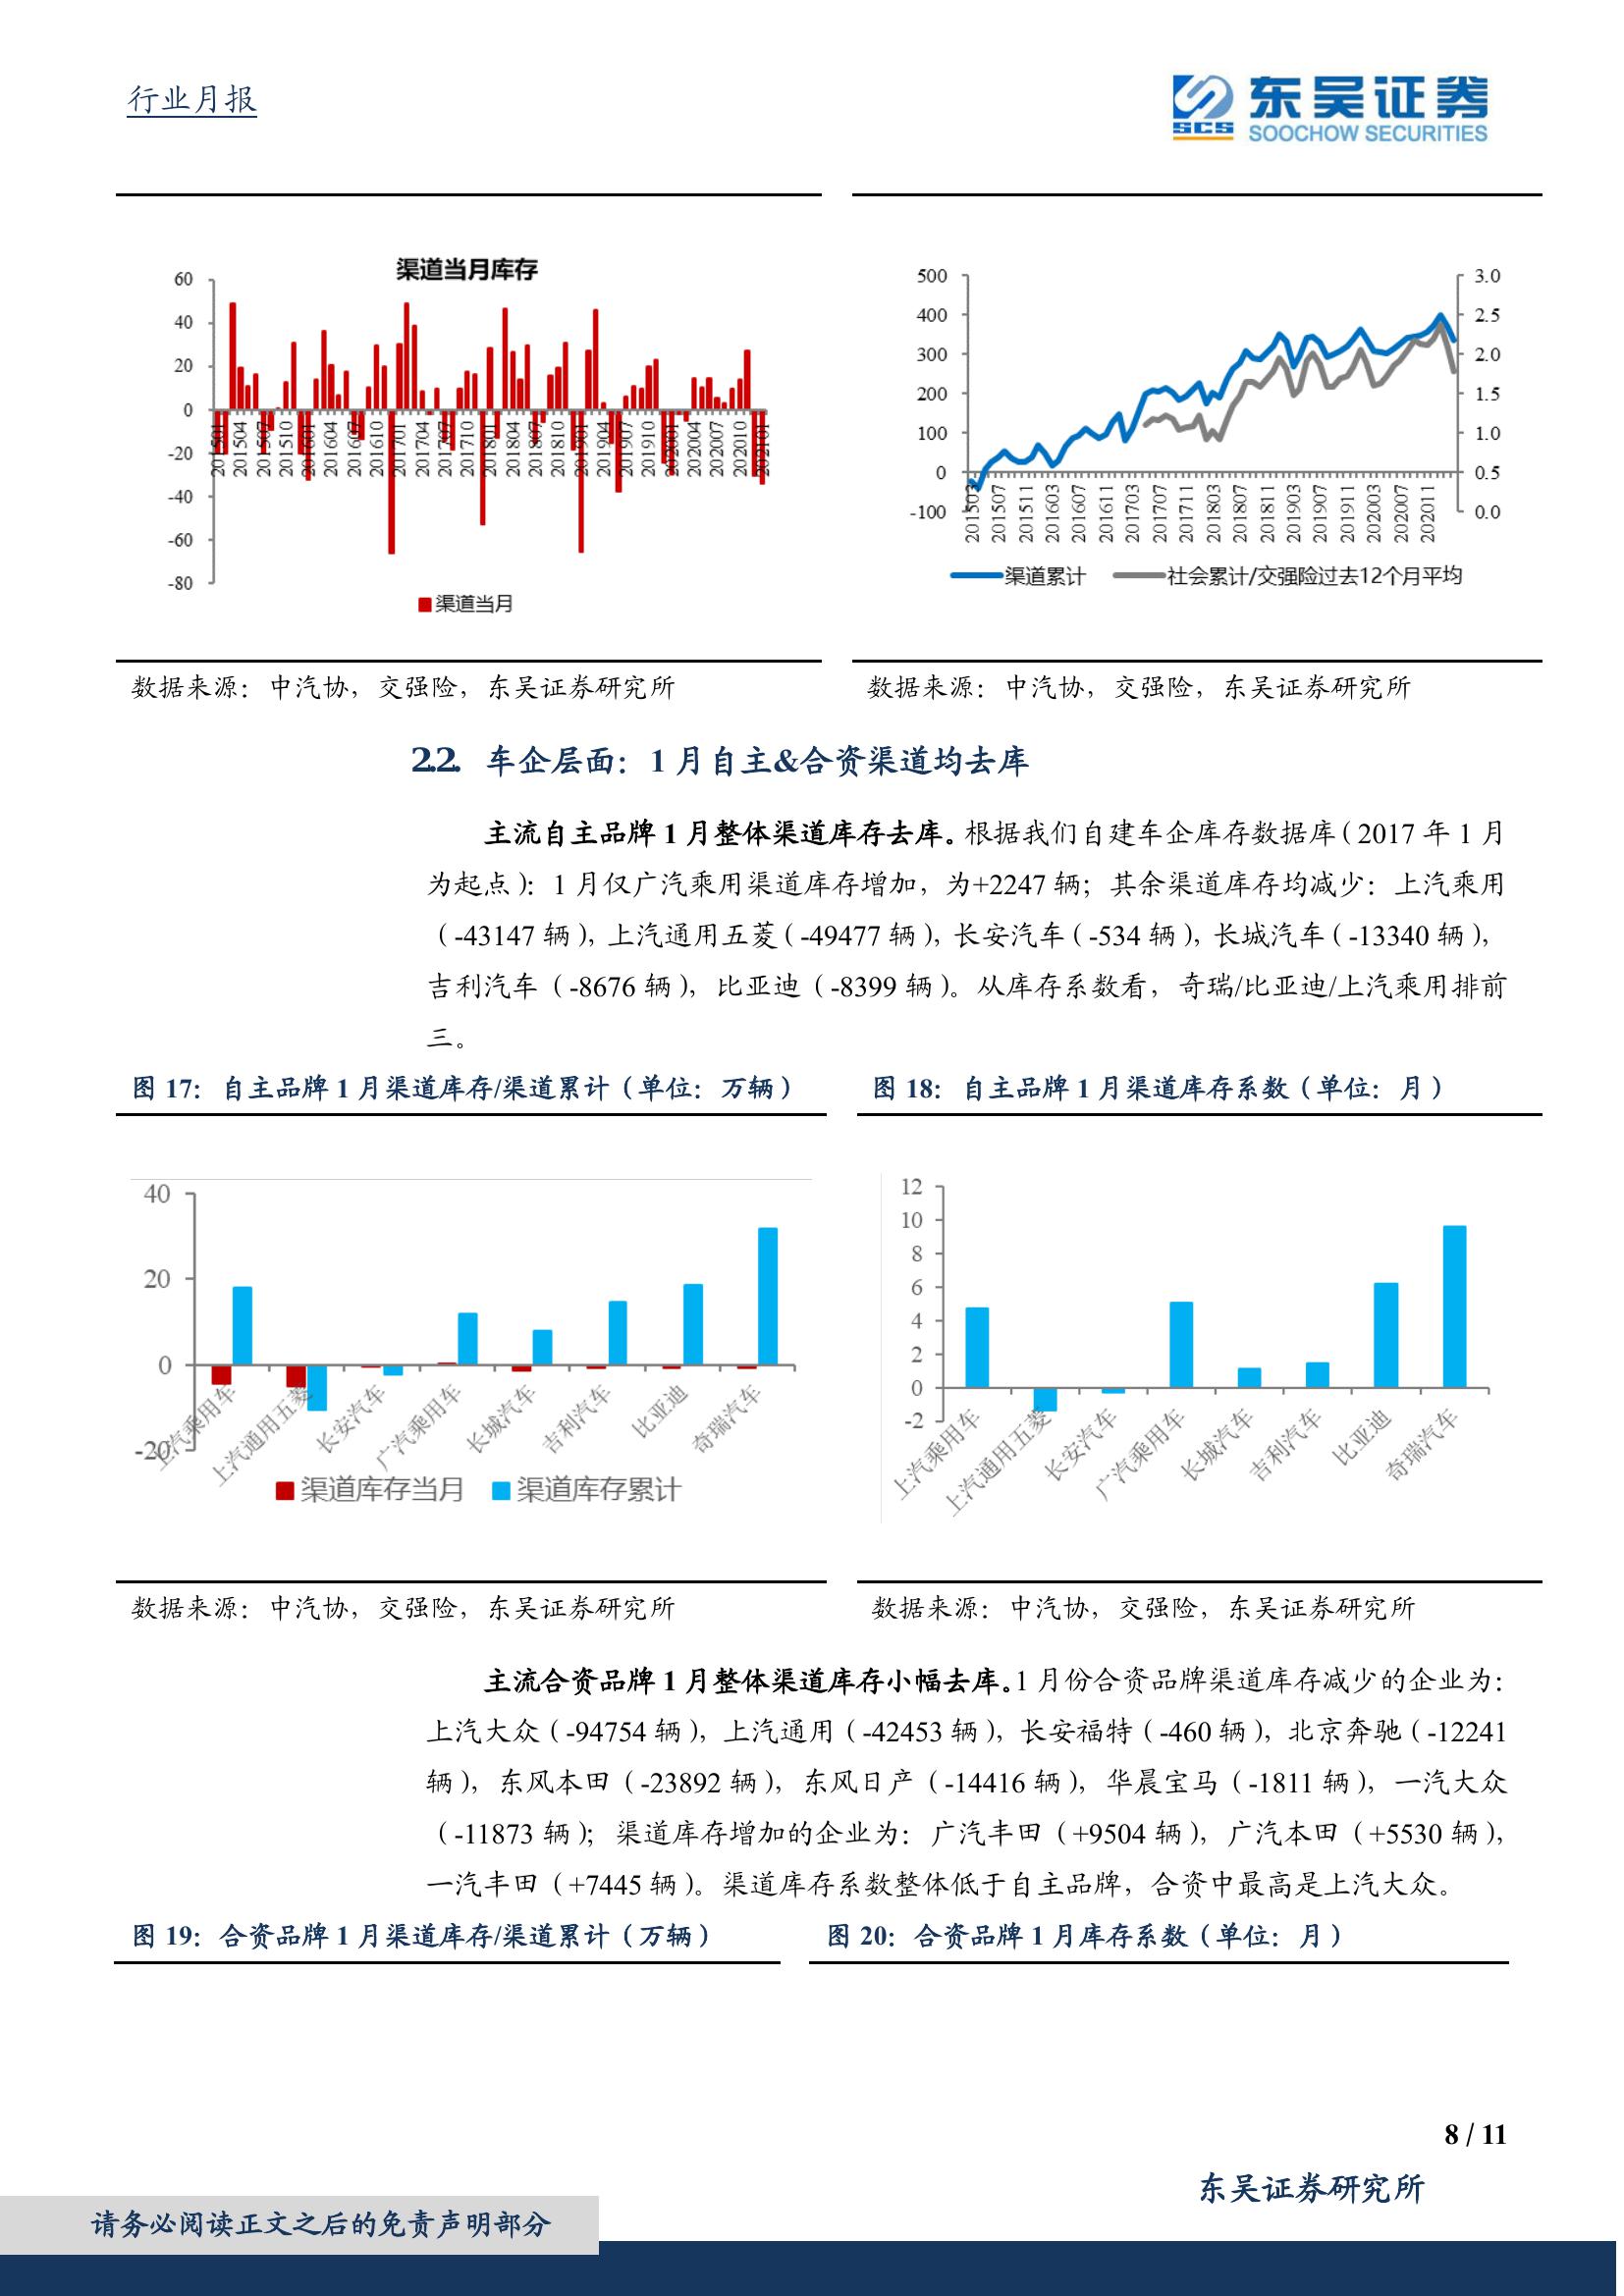 行业月报
东吴证券
SCS
SOOCHOW SECURITIES
渠道当月库存
60
40
20
0
-20
-40
-60
-80
201501 201504 201507 201510 201601 201604 201607 201610 201701 201704 201707 201710 201801 201804 201807 201810 201901 201904 201907 201910 202001 202004 202007 202010 202101
渠道当月
500
400
300
200
100
0
-100
3.0
2.5
2.0
1.5
1.0
0.5
0.0
201503 201507 201511 201603 201607 201611 201703 201707 201711 201803 201807 201811 201903 201907 201911 202003 202007 202011
渠道累计 社会累计/交强险过去12个月平均
数据来源：中汽协，交强险，东吴证券研究所
数据来源：中汽协，交强险，东吴证券研究所
2.2. 车企层面：1 月自主&合资渠道均去库
主流自主品牌 1 月整体渠道库存去库。根据我们自建车企库存数据库（2017 年 1 月
为起点）：1 月仅广汽乘用渠道库存增加，为+2247 辆；其余渠道库存均减少：上汽乘用
（-43147 辆），上汽通用五菱（-49477 辆），长安汽车（-534 辆），长城汽车（-13340 辆），
吉利汽车（-8676 辆），比亚迪（-8399 辆）。从库存系数看，奇瑞/比亚迪/上汽乘用排前
三。
图 17：自主品牌 1 月渠道库存/渠道累计（单位：万辆）
图 18：自主品牌 1 月渠道库存系数（单位：月）
40
20
0
-20
上汽乘用车 上汽通用五菱 长安汽车 广汽乘用车 长城汽车 吉利汽车 比亚迪 奇瑞汽车
渠道库存当月 渠道库存累计
12
10
8
6
4
2
0
-2
上汽乘用车 上汽通用五菱 长安汽车 广汽乘用车 长城汽车 吉利汽车 比亚迪 奇瑞汽车
数据来源：中汽协，交强险，东吴证券研究所
数据来源：中汽协，交强险，东吴证券研究所
主流合资品牌 1 月整体渠道库存小幅去库。1 月份合资品牌渠道库存减少的企业为：
上汽大众（-94754 辆），上汽通用（-42453 辆），长安福特（-460 辆），北京奔驰（-12241
辆），东风本田（-23892 辆），东风日产（-14416 辆），华晨宝马（-1811 辆），一汽大众
（-11873 辆）；渠道库存增加的企业为：广汽丰田（+9504 辆），广汽本田（+5530 辆），
一汽丰田（+7445 辆）。渠道库存系数整体低于自主品牌，合资中最高是上汽大众。
图 19：合资品牌 1 月渠道库存/渠道累计（万辆）
图 20：合资品牌 1 月库存系数（单位：月）
8 / 11
东吴证券研究所
请务必阅读正文之后的免责声明部分